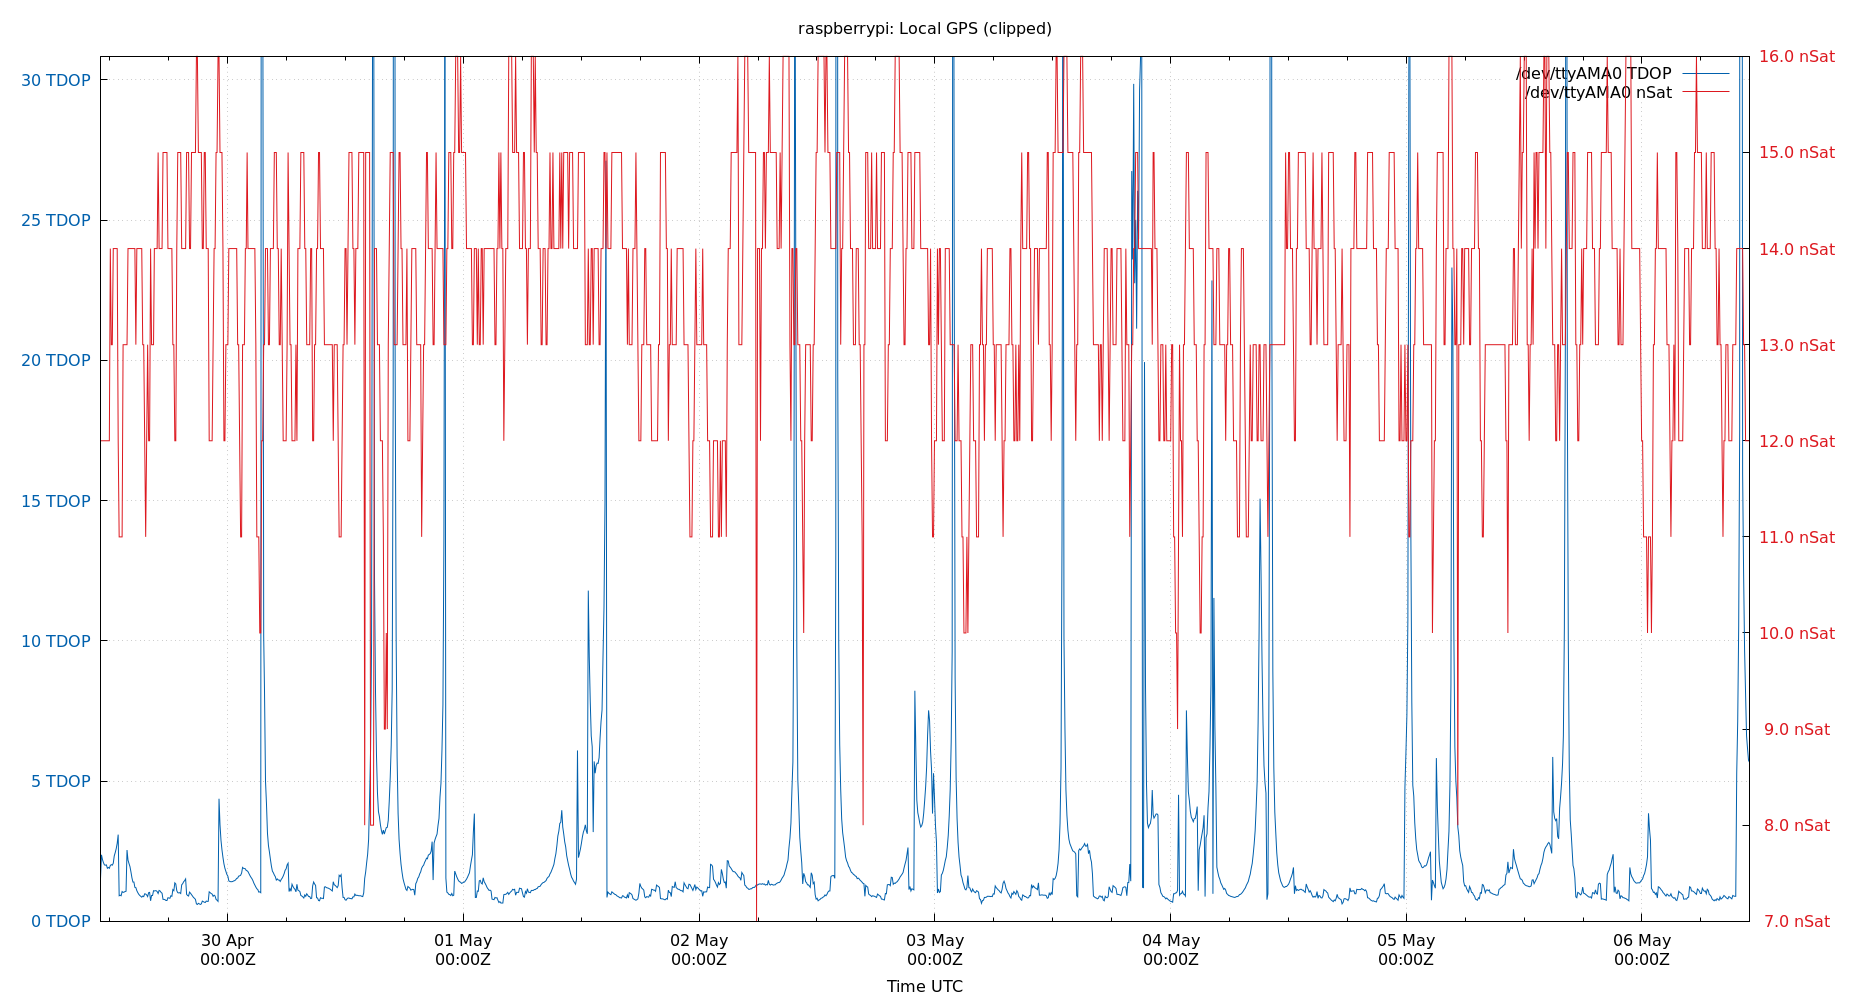 raspberrypi: Local GPS (clipped)
30 TDOP
25 TDOP
20 TDOP
15 TDOP
10 TDOP
5 TDOP
0 TDOP
/dev/ttyAMA0 TDOP
/dev/ttyAMA0 nSat
16.0 nSat
15.0 nSat
14.0 nSat
13.0 nSat
12.0 nSat
11.0 nSat
10.0 nSat
9.0 nSat
8.0 nSat
7.0 nSat
30 Apr 01 May 02 May 03 May 04 May 05 May 06 May
00:00Z 00:00Z 00:00Z 00:00Z 00:00Z 00:00Z 00:00Z
Time UTC